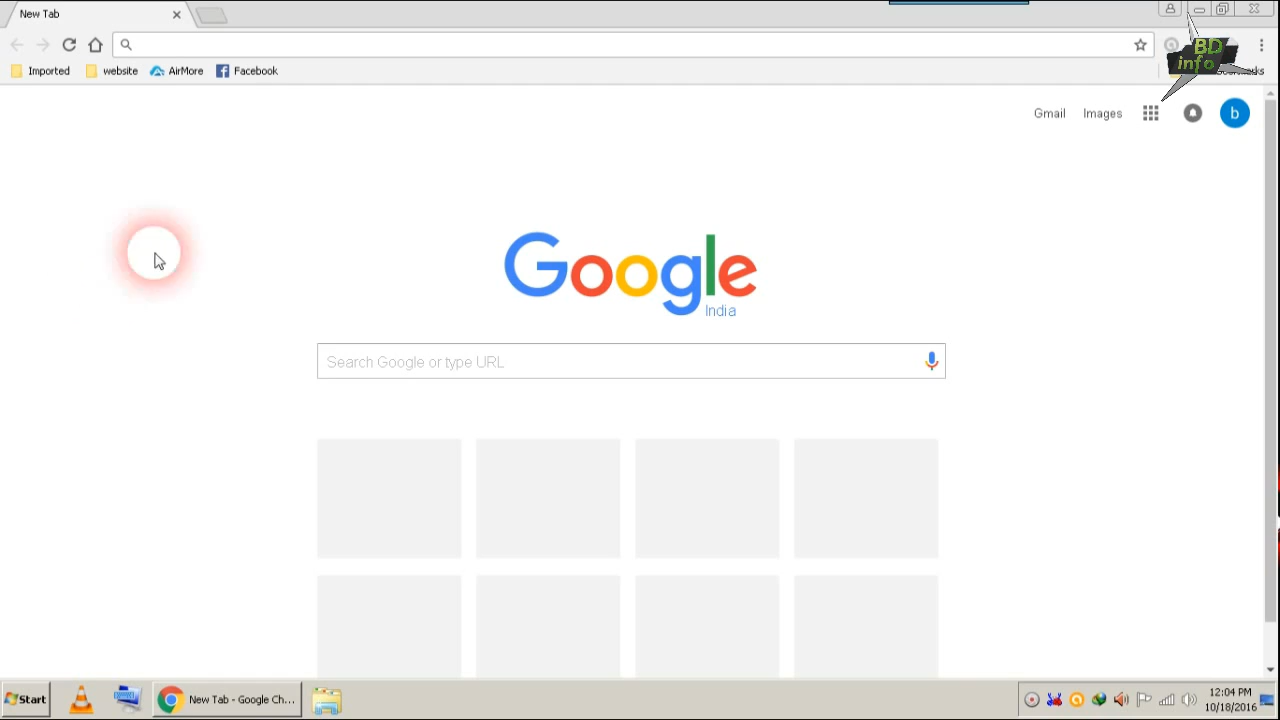 New Tab
Imported
website
AirMore
Facebook
BD
info
Gmail
Images
b
Google
India
Search Google or type URL
Start
New Tab - Google Ch...
12:04 PM
10/18/2016